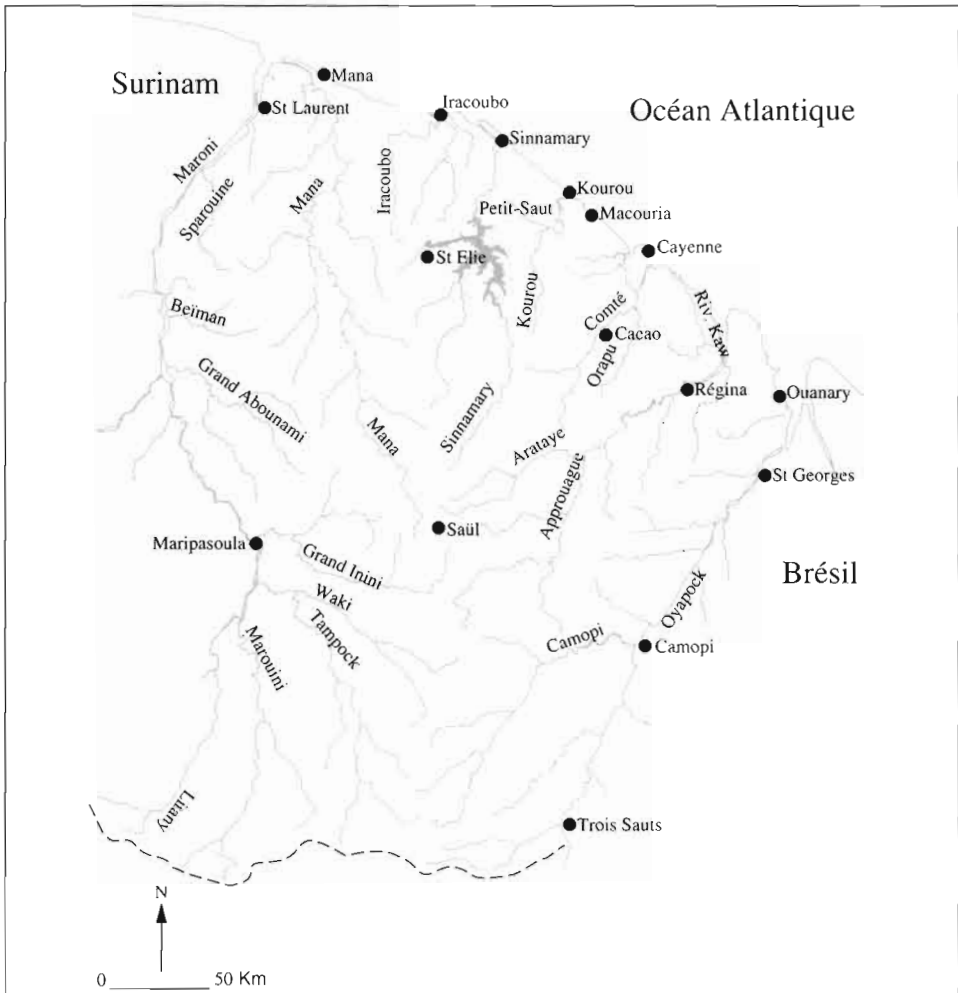 Surinam
Mana
St Laurent
Iracoubo
Océan Atlantique
Sinnamary
Maroni
Sparouine
Mana
Iracoubo
Kourou
Petit-Saut
Macouria
St Elie
Cayenne
Kourou
Comté
Riv. Kaw
Beïman
Cacao
Orapu
Grand Abounami
Régina
Ouanary
Mana
Sinnamary
Arataye
St Georges
Approuague
Saül
Maripasoula
Grand Inini
Brésil
Waki
Tampock
Oyapock
Marouini
Camopi
Camopi
Litany
Trois Sauts
N
0 50 Km